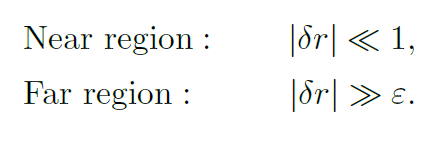 Near region : |δr| ≪ 1,
Far region : |δr| ≫ ε.